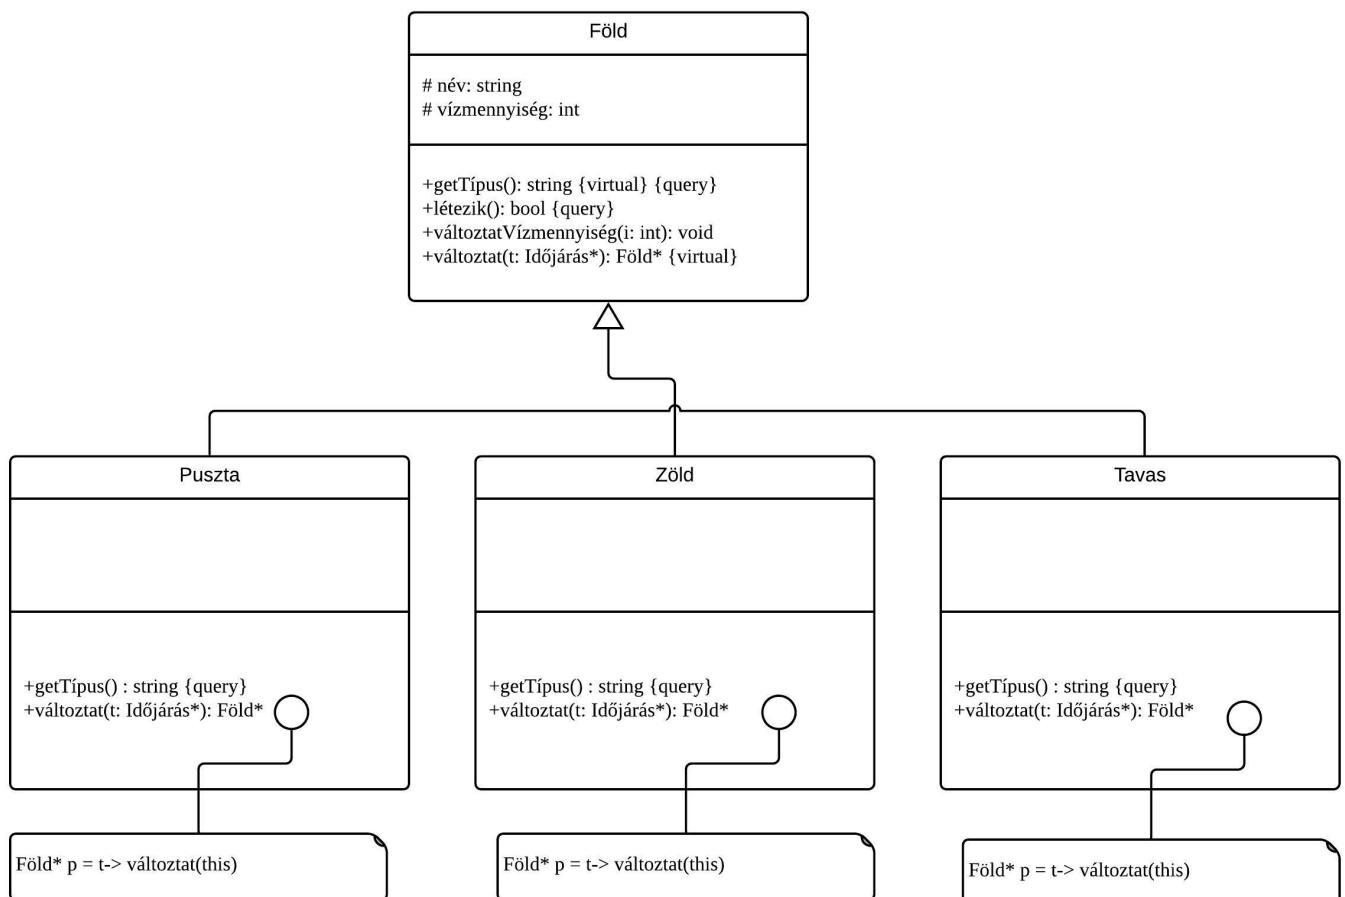 Föld
# név: string
# vízmennyiség: int
+getTípus(): string {virtual} {query}
+létezik(): bool {query}
+változtatVízmennyiség(i: int): void
+változtat(t: Időjárás*): Föld* {virtual}
Puszta
+getTípus() : string {query}
+változtat(t: Időjárás*): Föld*
Föld* p = t-> változtat(this)
Zöld
+getTípus() : string {query}
+változtat(t: Időjárás*): Föld*
Föld* p = t-> változtat(this)
Tavas
+getTípus() : string {query}
+változtat(t: Időjárás*): Föld*
Föld* p = t-> változtat(this)